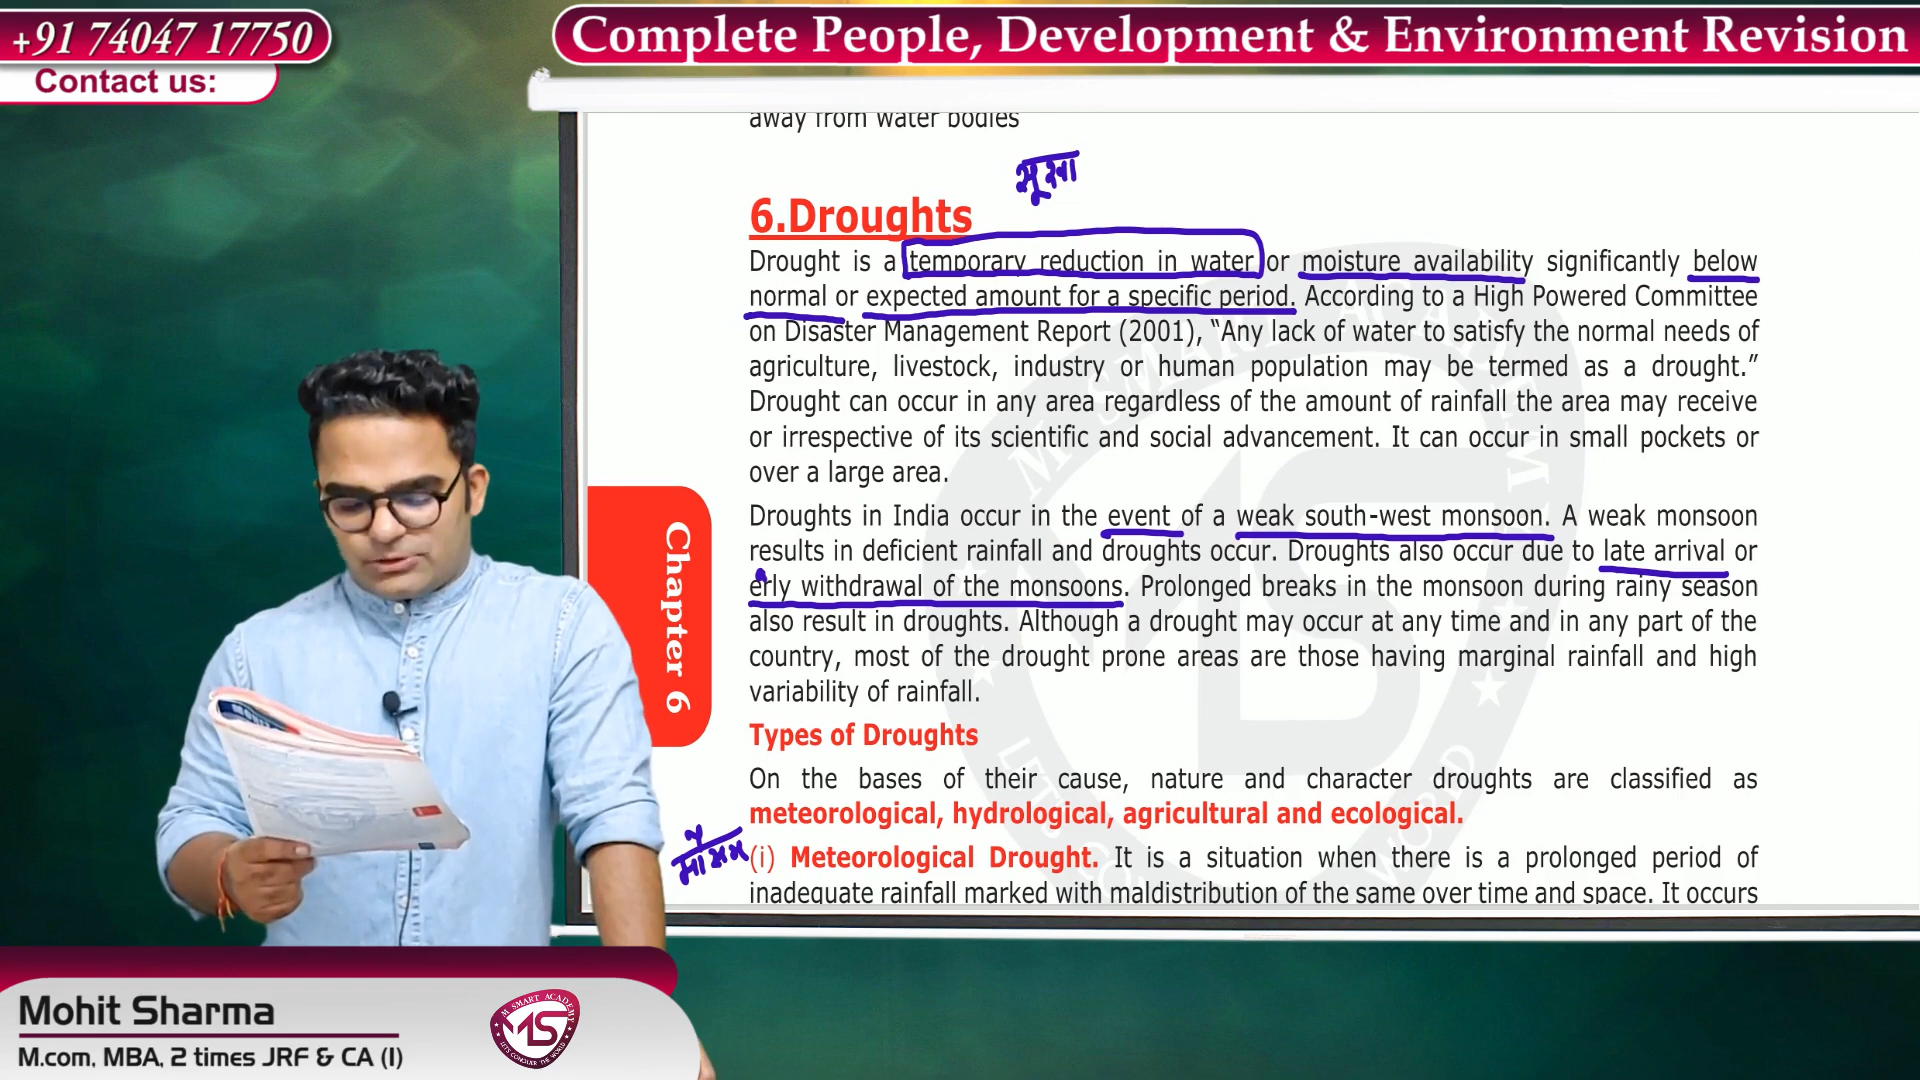 +91 74047 17750
Contact us:
Complete People, Development & Environment Revision
away from water bodies
सूखा
6.Droughts
Drought is a temporary reduction in water or moisture availability significantly below
normal or expected amount for a specific period. According to a High Powered Committee
on Disaster Management Report (2001), “Any lack of water to satisfy the normal needs of
agriculture, livestock, industry or human population may be termed as a drought.”
Drought can occur in any area regardless of the amount of rainfall the area may receive
or irrespective of its scientific and social advancement. It can occur in small pockets or
over a large area.
Droughts in India occur in the event of a weak south-west monsoon. A weak monsoon
results in deficient rainfall and droughts occur. Droughts also occur due to late arrival or
erly withdrawal of the monsoons. Prolonged breaks in the monsoon during rainy season
also result in droughts. Although a drought may occur at any time and in any part of the
country, most of the drought prone areas are those having marginal rainfall and high
variability of rainfall.
Chapter 6
Types of Droughts
On the bases of their cause, nature and character droughts are classified as
meteorological, hydrological, agricultural and ecological.
(i) Meteorological Drought. It is a situation when there is a prolonged period of
inadequate rainfall marked with maldistribution of the same over time and space. It occurs
Mohit Sharma
M.com, MBA, 2 times JRF & CA (I)
M SMART ACADEMY
MS
LETS CONQUER THE WORLD